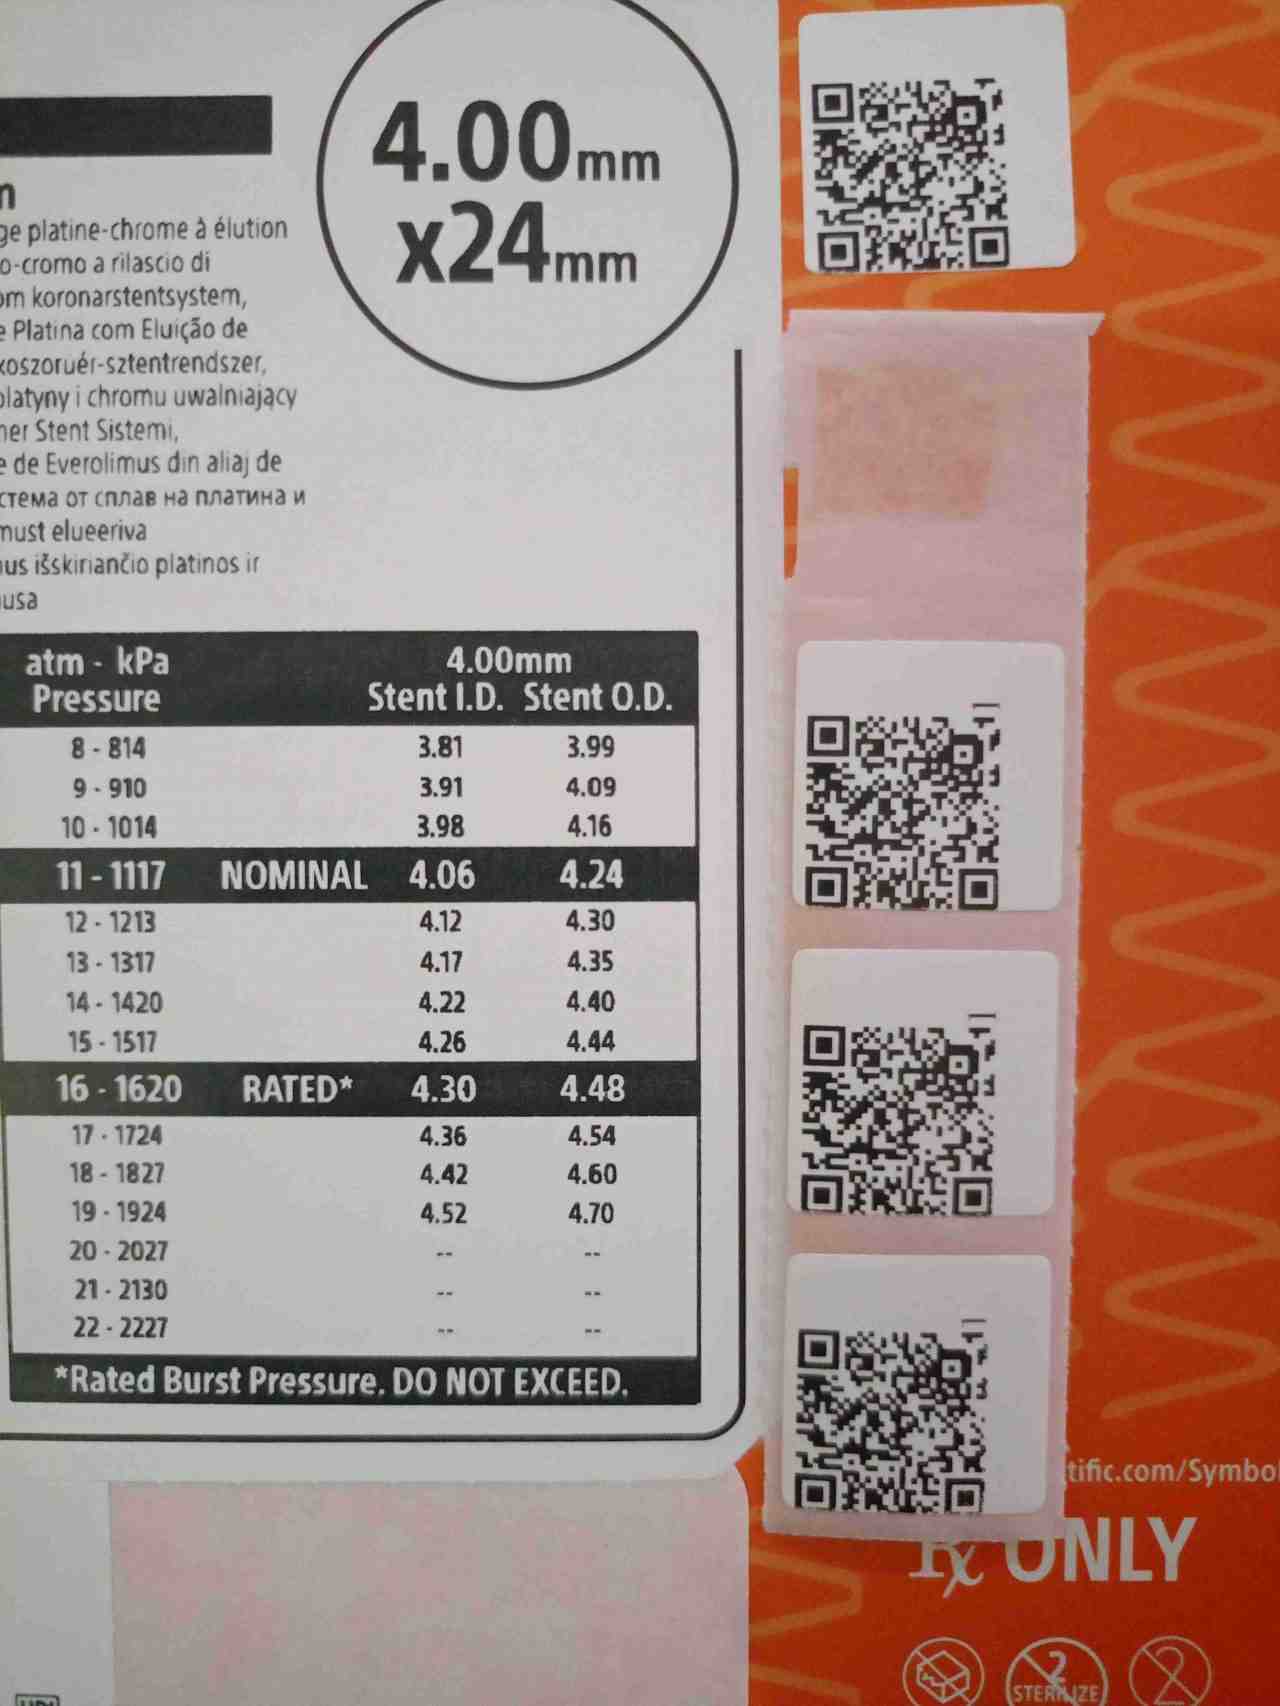 4.00mm
x24mm
n
ge platine-chrome à élution
o-cromo a rilascio di
om koronarstentsystem,
e Platina com Eluição de
koszoruér-sztentrendszer,
platyny i chromu uwalniający
ner Stent Sistemi,
e de Everolimus din aliaj de
стема от сплав на платина и
must elueeriva
us išskiriančio platinos ir
usa
atm - kPa 4.00mm
Pressure Stent I.D. Stent O.D.
8 - 814 3.81 3.99
9 - 910 3.91 4.09
10 - 1014 3.98 4.16
11 - 1117 NOMINAL 4.06 4.24
12 - 1213 4.12 4.30
13 - 1317 4.17 4.35
14 - 1420 4.22 4.40
15 - 1517 4.26 4.44
16 - 1620 RATED* 4.30 4.48
17 - 1724 4.36 4.54
18 - 1827 4.42 4.60
19 - 1924 4.52 4.70
20 - 2027 -- --
21 - 2130 -- --
22 - 2227 -- --
*Rated Burst Pressure. DO NOT EXCEED.
tific.com/Symbol
Rx ONLY
2
STERILIZE
2
UDI